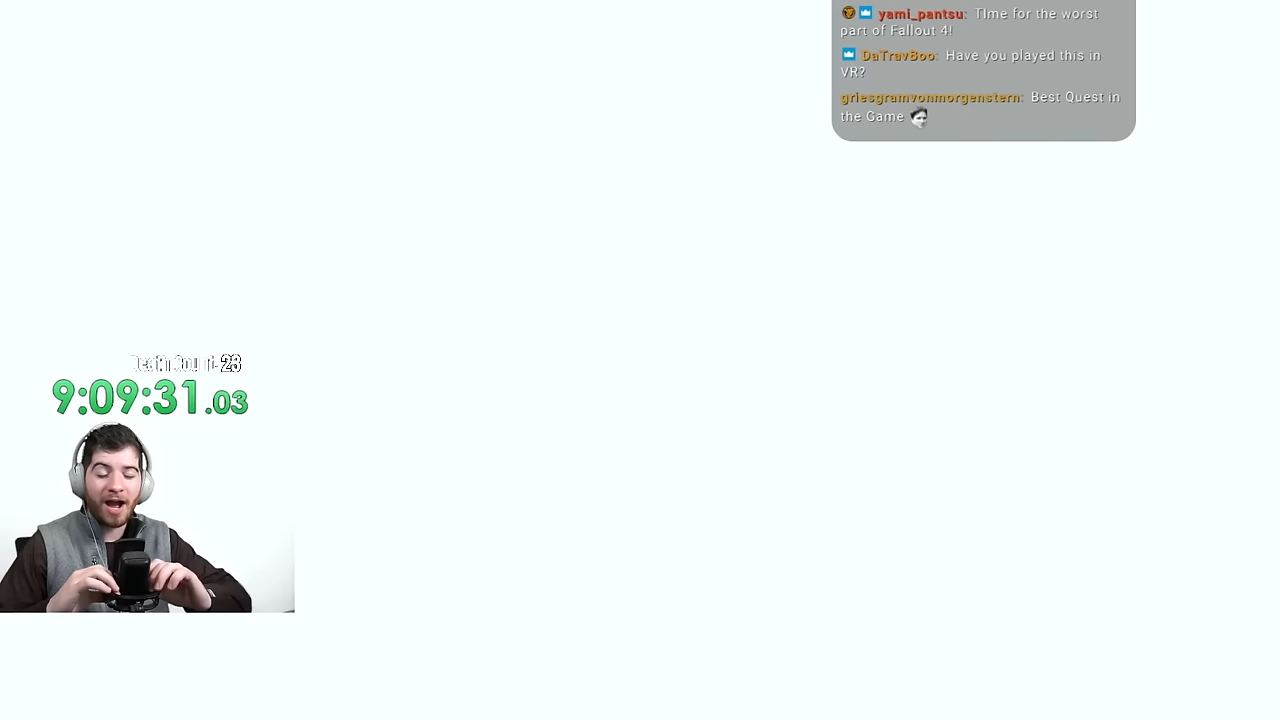 yami_pantsu: TIme for the worst
part of Fallout 4!
DaTravBoo: Have you played this in
VR?
griesgramvonmorgenstern: Best Quest in
the Game
Death Count: 23
9:09:31.03